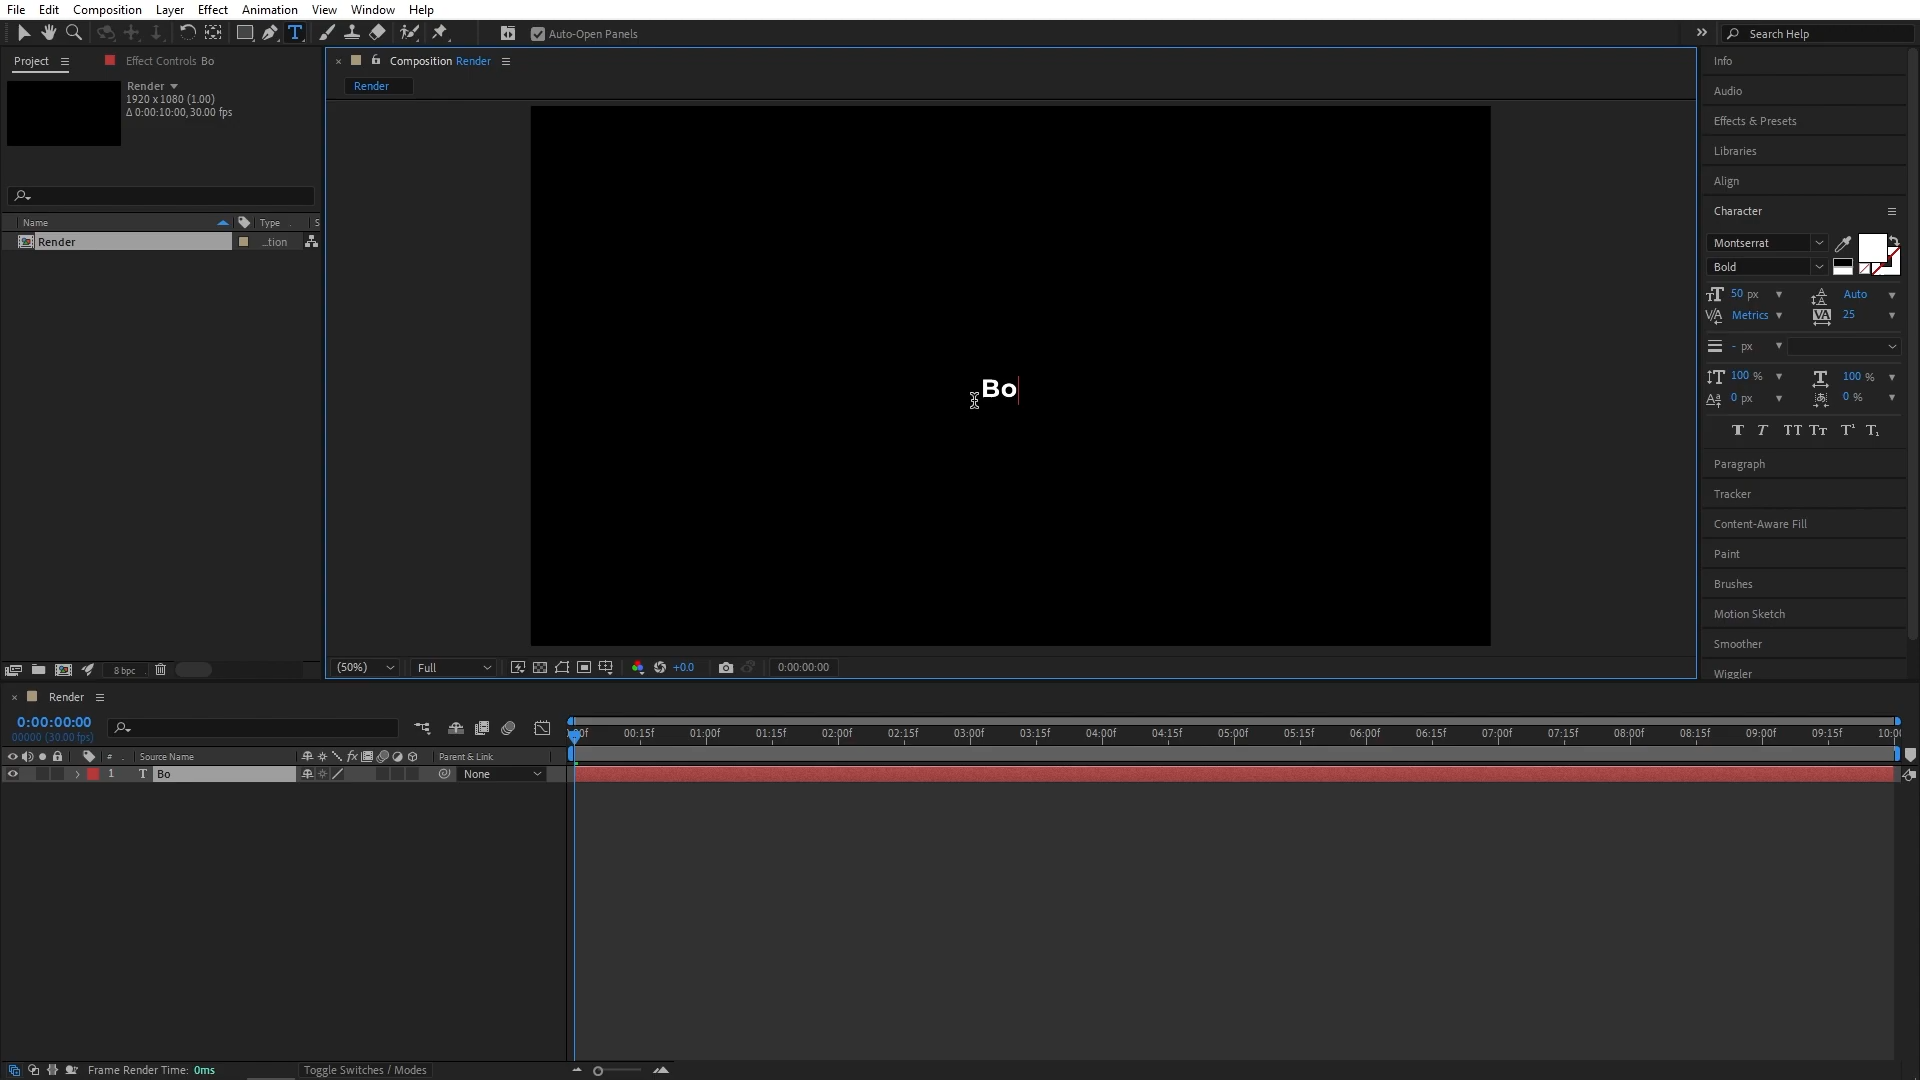 File Edit Composition Layer Effect Animation View Window Help
Auto-Open Panels
Search Help
Project
Effect Controls Bo
Composition Render
Info
Render
Render
1920 x 1080 (1.00)
Δ 0:00:10:00, 30.00 fps
Audio
Effects & Presets
Libraries
Align
Character
Name Type S
Render ...tion
Montserrat
Bold
50 px Auto
Metrics 25
- px
100 % 100 %
0 px 0 %
T T TT Tт T¹ T₁
Bo
Paragraph
Tracker
Content-Aware Fill
Paint
Brushes
Motion Sketch
Smoother
Wiggler
8 bpc
(50%) Full +0.0 0:00:00:00
Render
0:00:00:00
00000 (30.00 fps)
00f 00:15f 01:00f 01:15f 02:00f 02:15f 03:00f 03:15f 04:00f 04:15f 05:00f 05:15f 06:00f 06:15f 07:00f 07:15f 08:00f 08:15f 09:00f 09:15f 10:00
# . Source Name fx Parent & Link
1 T Bo None
Frame Render Time: 0ms Toggle Switches / Modes